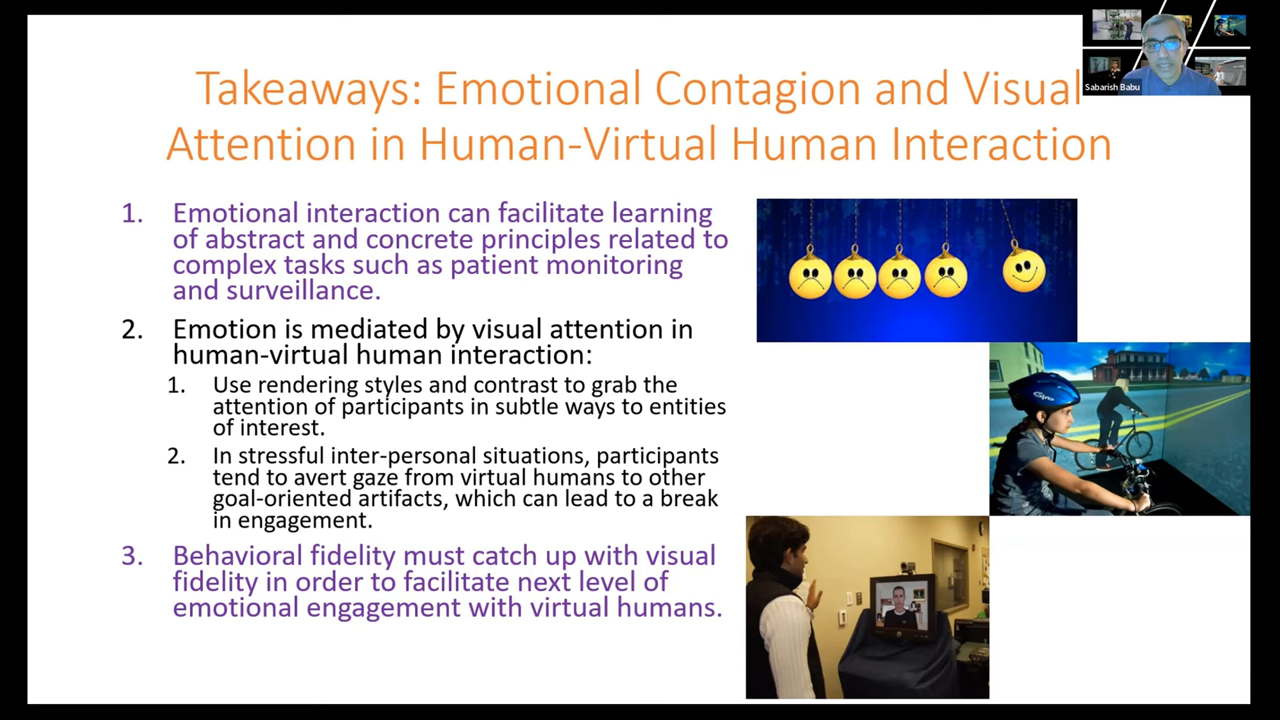 Takeaways: Emotional Contagion and Visual
Attention in Human-Virtual Human Interaction
Sabarish Babu
1. Emotional interaction can facilitate learning
of abstract and concrete principles related to
complex tasks such as patient monitoring
and surveillance.
2. Emotion is mediated by visual attention in
human-virtual human interaction:
1. Use rendering styles and contrast to grab the
attention of participants in subtle ways to entities
of interest.
2. In stressful inter-personal situations, participants
tend to avert gaze from virtual humans to other
goal-oriented artifacts, which can lead to a break
in engagement.
3. Behavioral fidelity must catch up with visual
fidelity in order to facilitate next level of
emotional engagement with virtual humans.
Giro